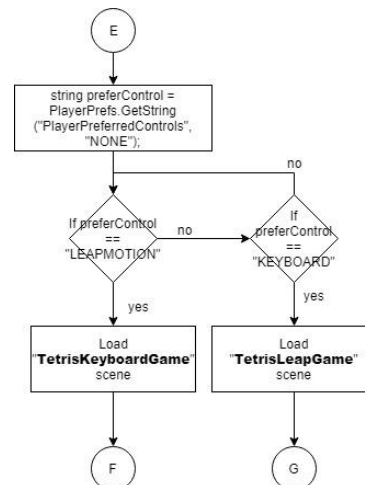 E
string preferControl =
PlayerPrefs.GetString
("PlayerPreferredControls",
"NONE");
no
If preferControl
==
"LEAPMOTION"
no
If
preferControl
==
"KEYBOARD"
yes
yes
Load
"TetrisKeyboardGame"
scene
Load
"TetrisLeapGame"
scene
F
G